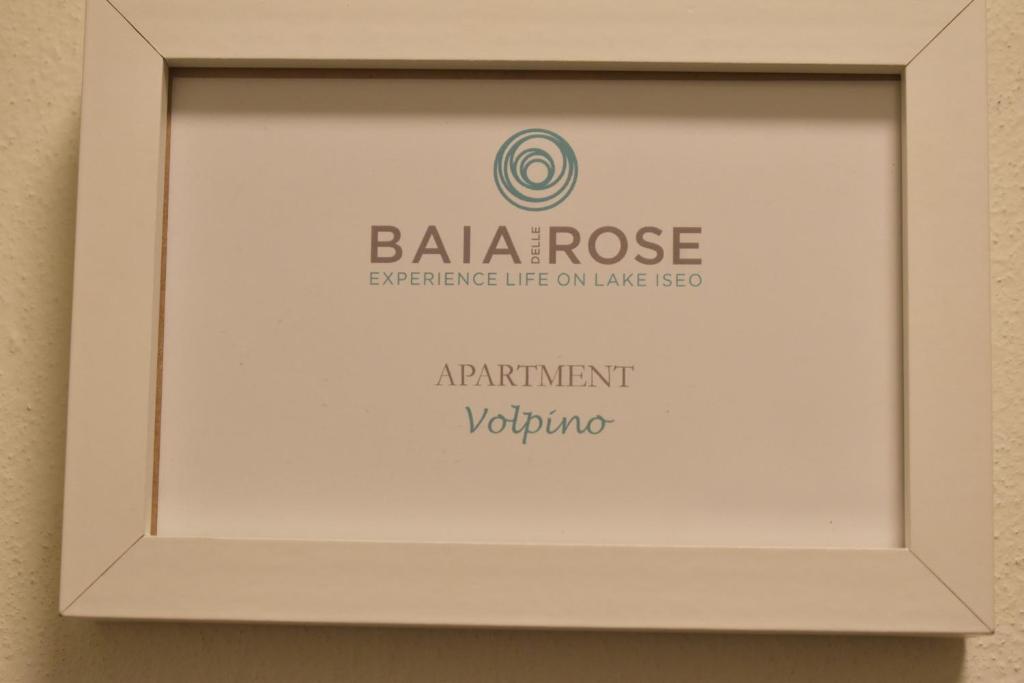 BAIA DELLE ROSE
EXPERIENCE LIFE ON LAKE ISEO
APARTMENT
Volpino